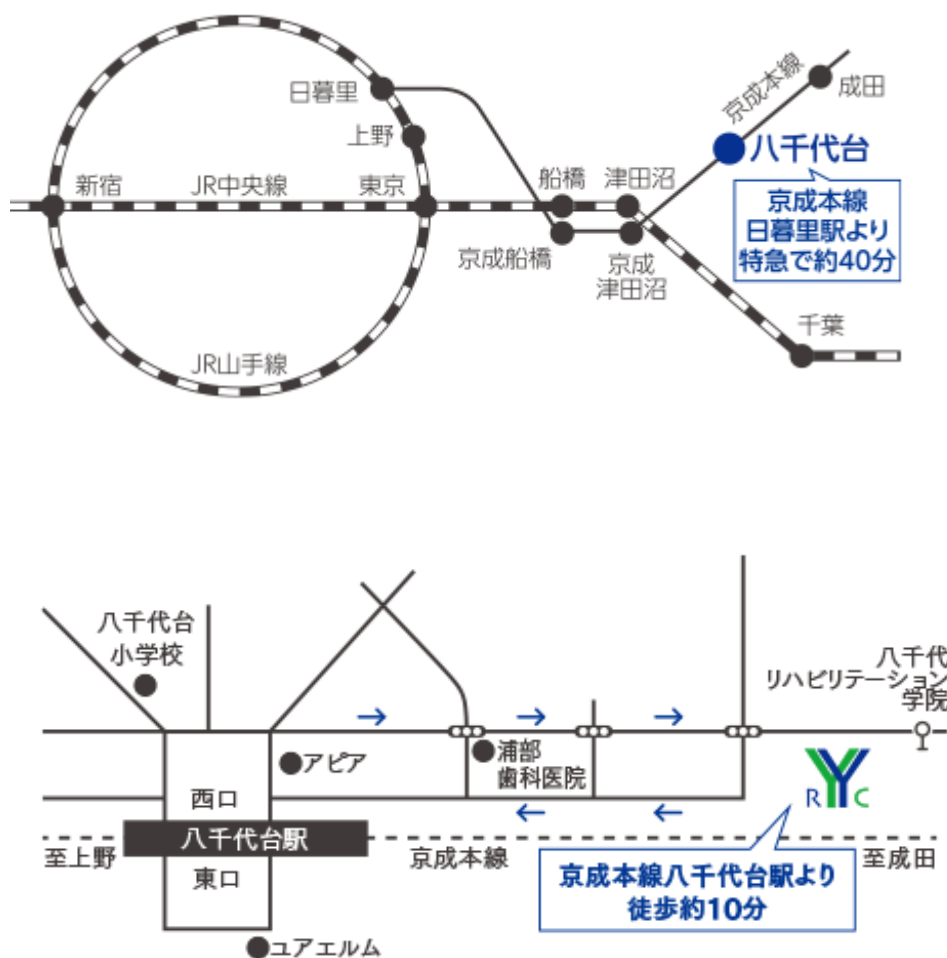 日暮里
上野
新宿
JR中央線
東京
船橋
津田沼
京成船橋
京成
津田沼
京成本線
成田
八千代台
京成本線
日暮里駅より
特急で約40分
千葉
JR山手線
八千代台
小学校
アピア
浦部
歯科医院
八千代
リハビリテーション
学院
R YY C
西口
八千代台駅
東口
至上野
京成本線
至成田
京成本線八千代台駅より
徒歩約10分
ユアエルム